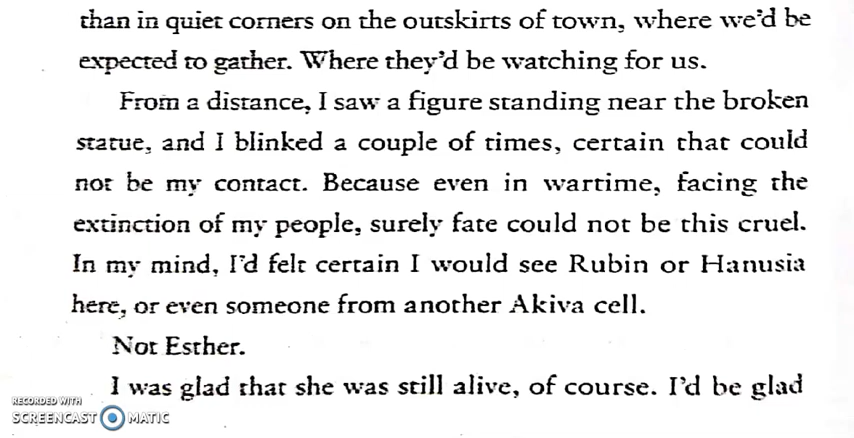 than in quiet corners on the outskirts of town, where we'd be
expected to gather. Where they'd be watching for us.
From a distance, I saw a figure standing near the broken
statue, and I blinked a couple of times, certain that could
not be my contact. Because even in wartime, facing the
extinction of my people, surely fate could not be this cruel.
In my mind, I'd felt certain I would see Rubin or Hanusia
here, or even someone from another Akiva cell.
Not Esther.
I was glad that she was still alive, of course. I'd be glad
RECORDED WITH
SCREENCAST MATIC